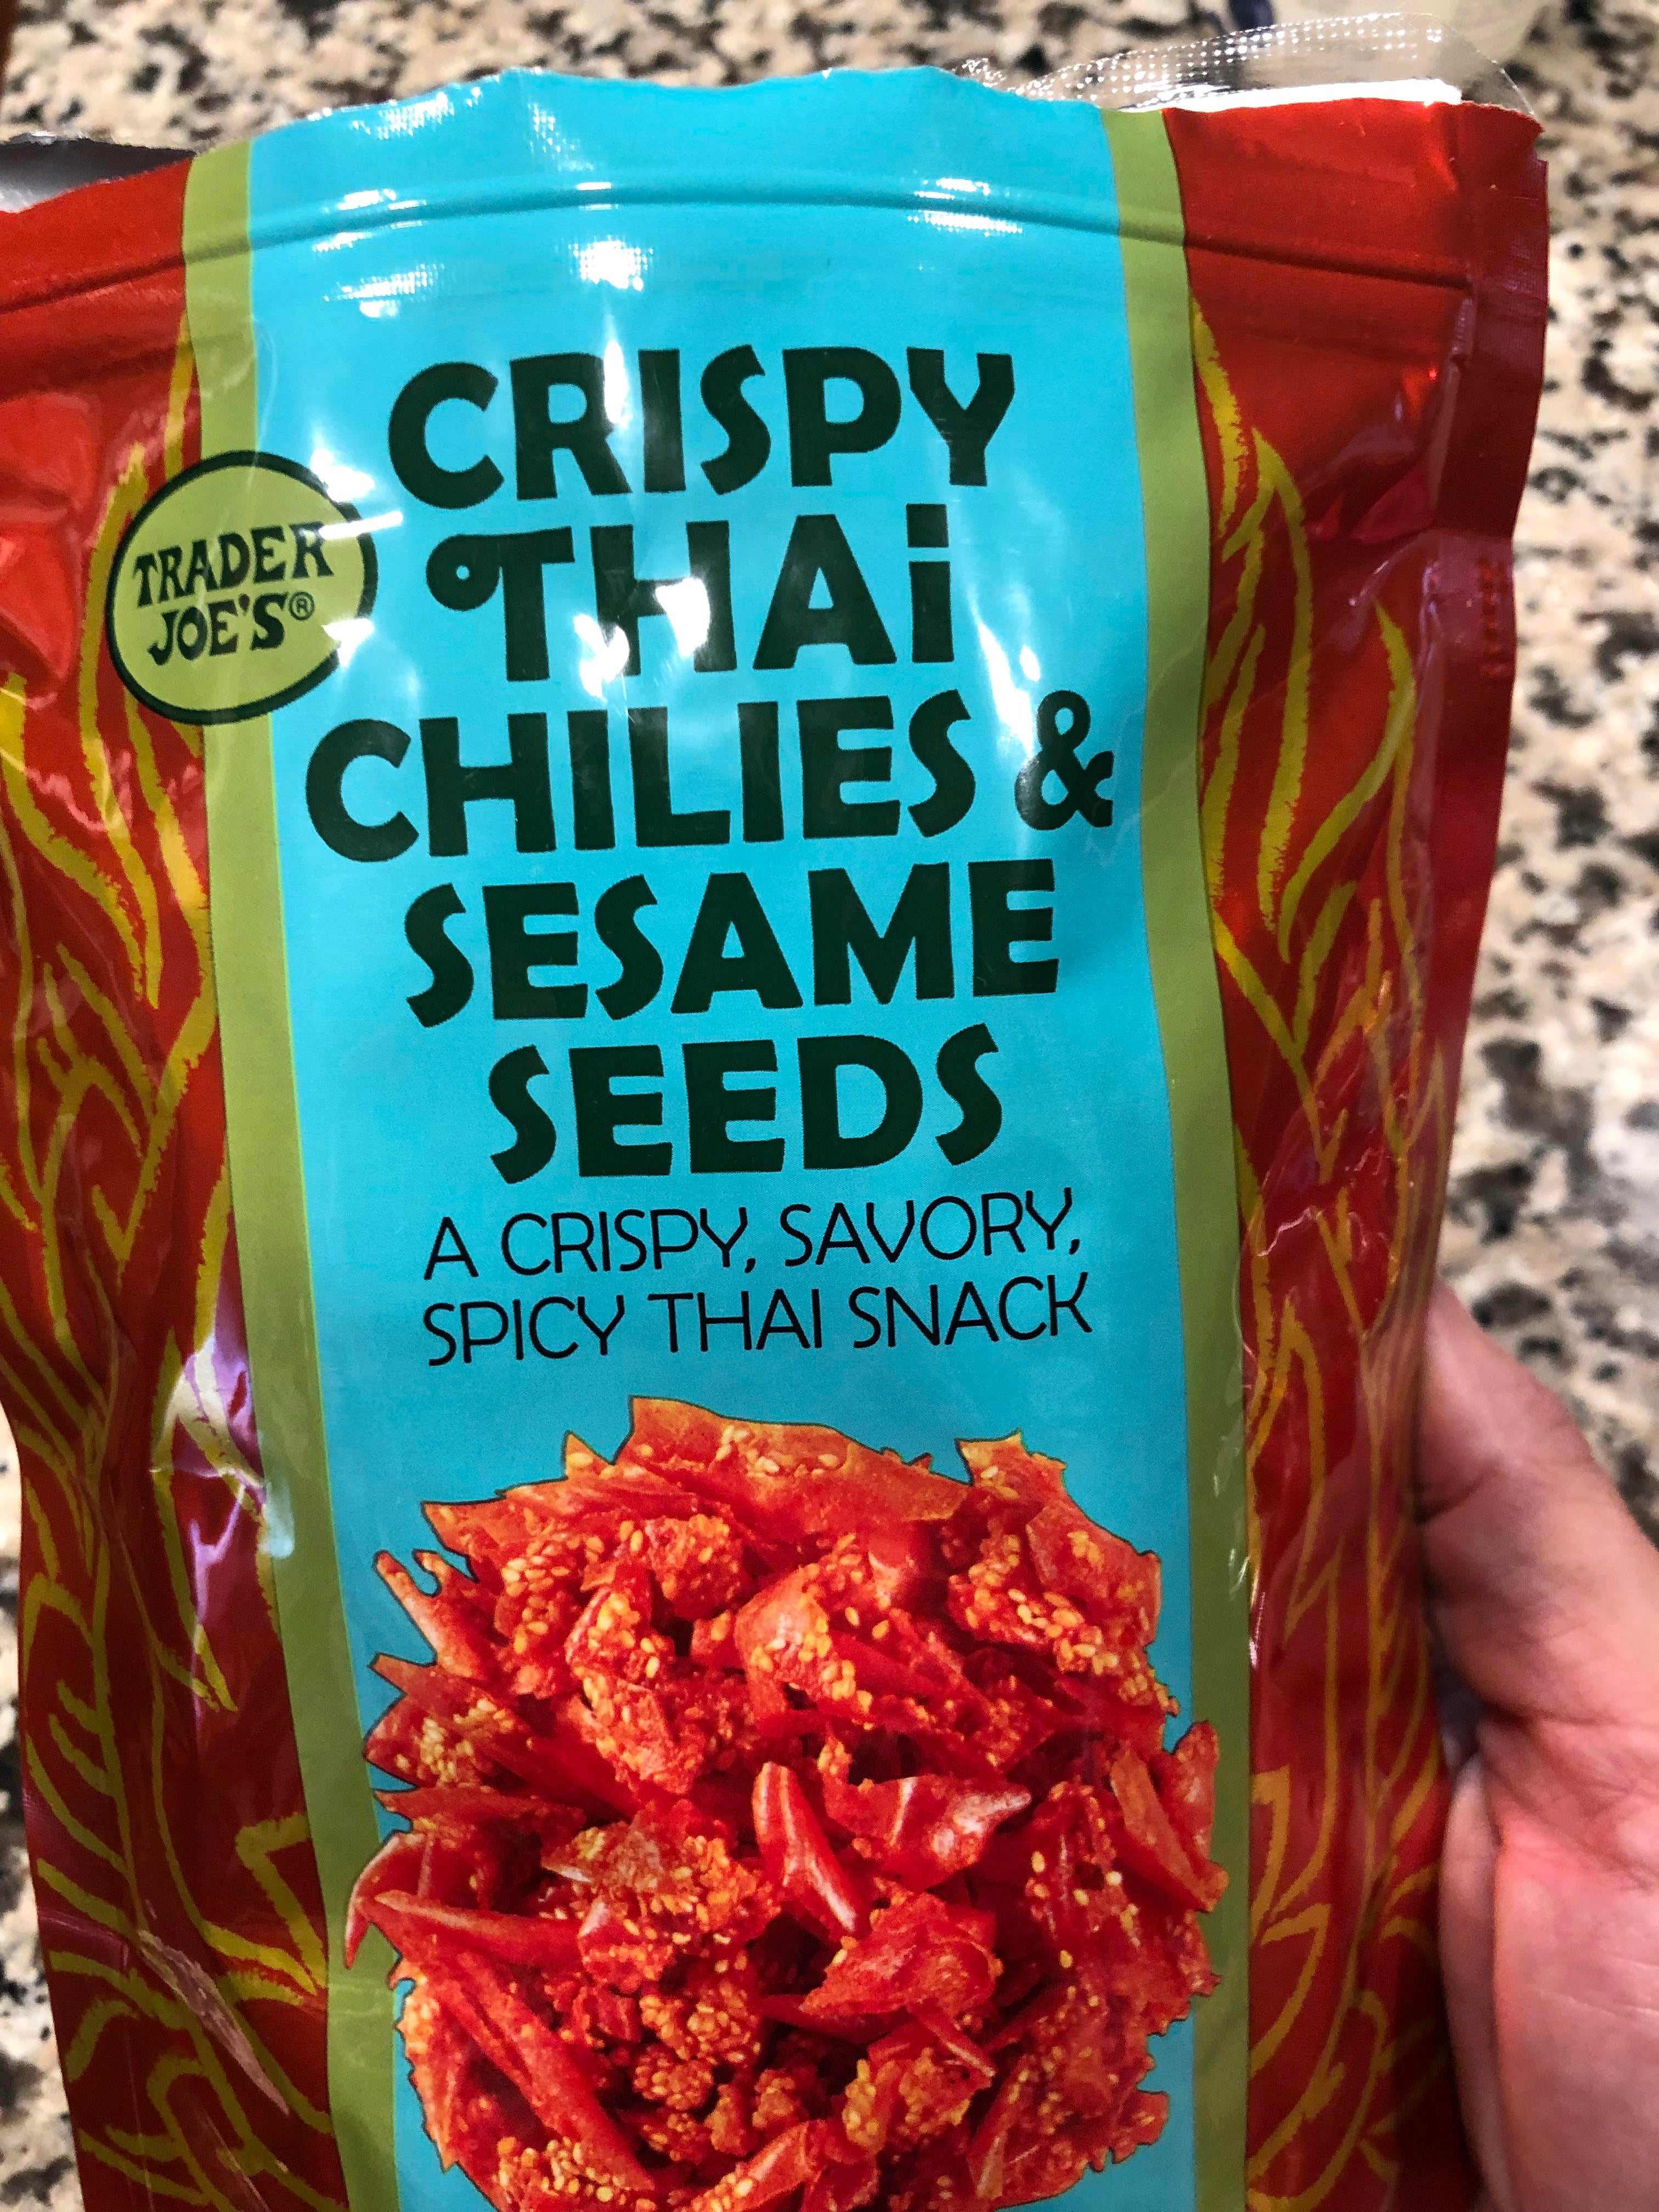 CRISPY
THAi
CHILIES &
SESAME
SEEDS
TRADER
JOE'S®
A CRISPY, SAVORY,
SPICY THAI SNACK